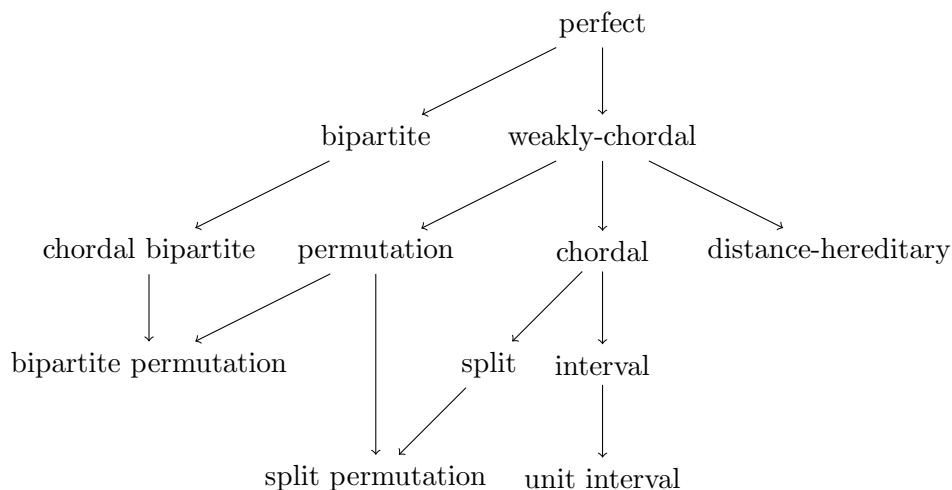 perfect
bipartite
weakly-chordal
chordal bipartite
permutation
chordal
distance-hereditary
bipartite permutation
split
interval
split permutation
unit interval